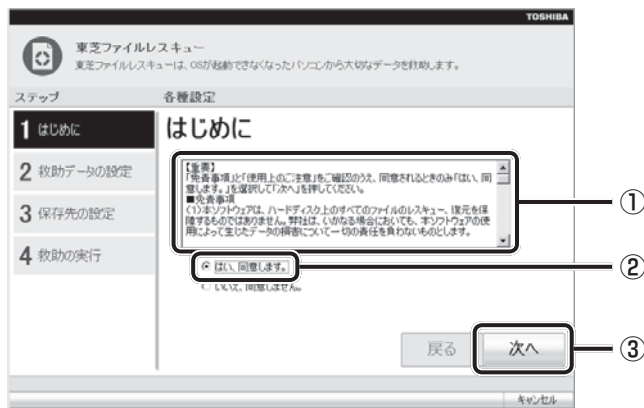 TOSHIBA
東芝ファイルレスキュー
東芝ファイルレスキューは、OSが起動できなくなったパソコンから大切なデータを救助します。
ステップ
各種設定
1 はじめに
2 救助データの設定
3 保存先の設定
4 救助の実行
はじめに
【重要】
「免責事項」と「使用上のご注意」をご確認のうえ、同意されるときのみ「はい、同
意します。」を選択して「次へ」を押してください。
■免責事項
(1)本ソフトウェアは、ハードディスク上のすべてのファイルのレスキュー、復元を保
障するものではありません。弊社は、いかなる場合においても、本ソフトウェアの使
用によって生じたデータの損害について一切の責任を負わないものとします。
はい、同意します。
いいえ、同意しません。
戻る
次へ
キャンセル
①
②
③